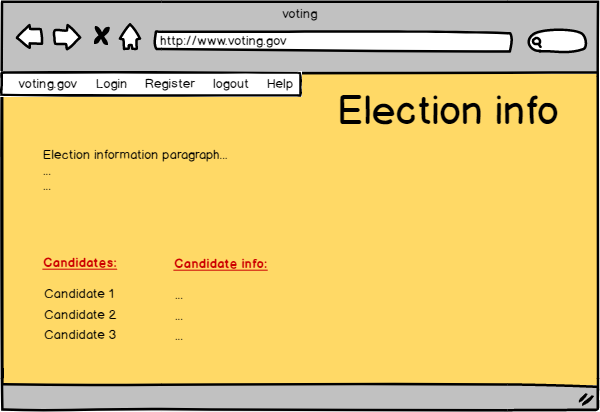 voting
http://www.voting.gov
voting.gov Login Register logout Help
Election info
Election information paragraph...
...
...
Candidates: Candidate info:
Candidate 1 ...
Candidate 2 ...
Candidate 3 ...